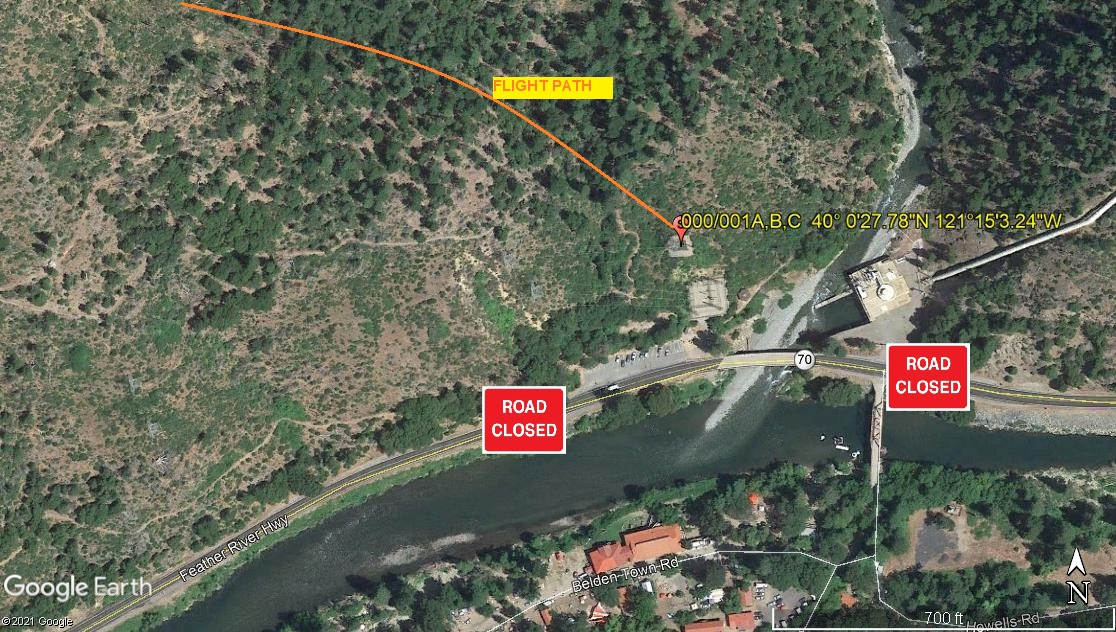 FLIGHT PATH
000/001A,B,C 40° 0'27.78"N 121°15'3.24"W
70
ROAD
CLOSED
ROAD
CLOSED
Feather River Hwy
Belden Town Rd
Google Earth
N
700 ft
Howells-Rd
©2021 Google